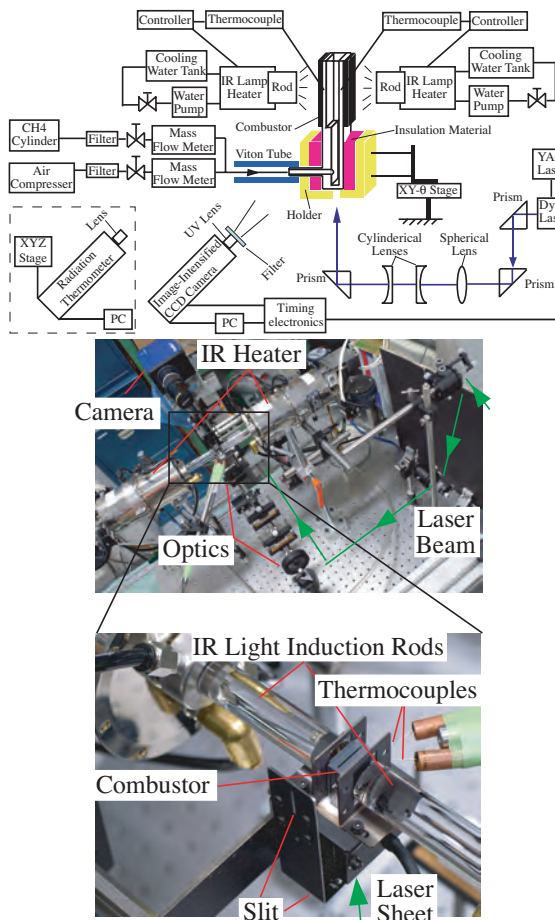 Controller
Thermocouple
Thermocouple
Controller
Cooling
Water Tank
IR Lamp
Heater
Rod
Rod
IR Lamp
Heater
Cooling
Water Tank
Water
Pump
Water
Pump
Combustor
Insulation Material
CH4
Cylinder
Filter
Mass
Flow Meter
Viton Tube
Air
Compresser
Filter
Mass
Flow Meter
XY-θ Stage
YA
Las
Dy
Las
Prism
Holder
Lens
XYZ
Stage
Radiation
Thermometer
PC
UV Lens
Image-Intensified
CCD Camera
Filter
PC
Timing
electronics
Cylinderical
Lenses
Spherical
Lens
Prism
Prism
IR Heater
Camera
Optics
Laser
Beam
IR Light Induction Rods
Thermocouples
Combustor
Slit
Laser
Sheet